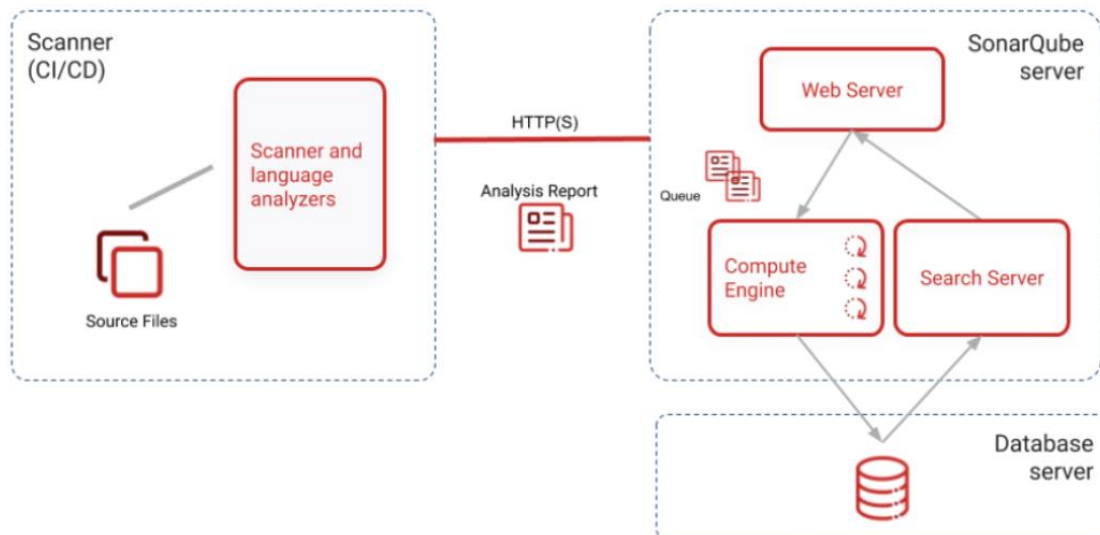 Scanner
(CI/CD)
Scanner and
language
analyzers
Source Files
HTTP(S)
Analysis Report
SonarQube
server
Web Server
Queue
Compute
Engine
Search Server
Database
server